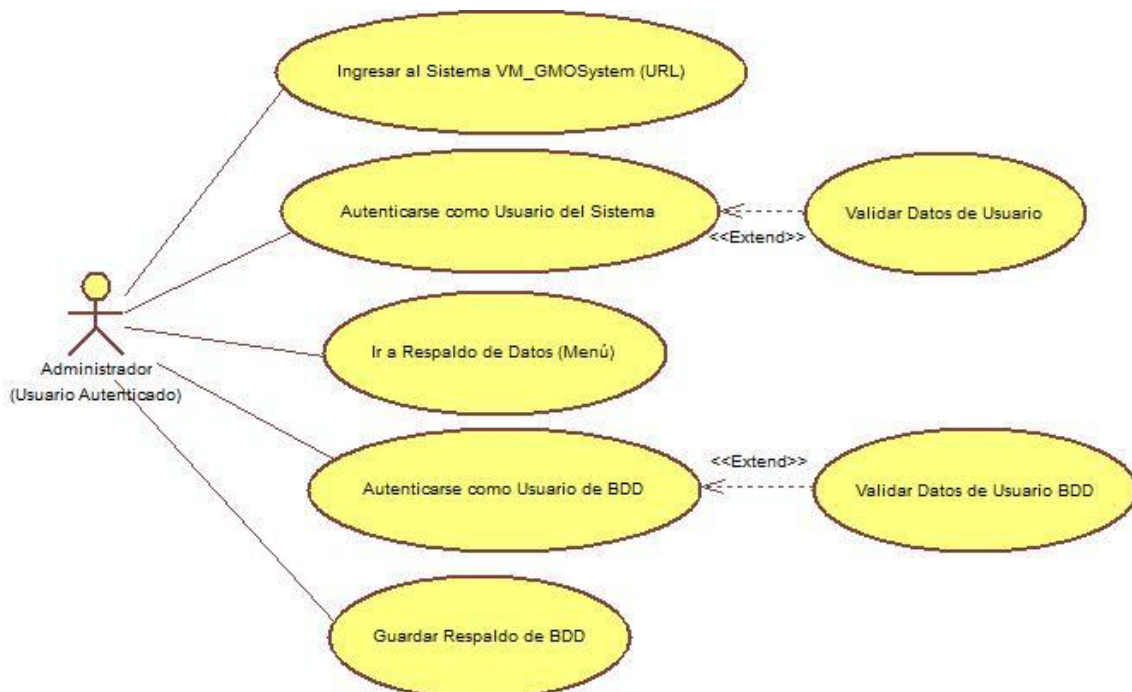 Ingresar al Sistema VM_GMOSystem (URL)
Autenticarse como Usuario del Sistema
<<Extend>>
Validar Datos de Usuario
Ir a Respaldo de Datos (Menú)
Administrador
(Usuario Autenticado)
Autenticarse como Usuario de BDD
<<Extend>>
Validar Datos de Usuario BDD
Guardar Respaldo de BDD